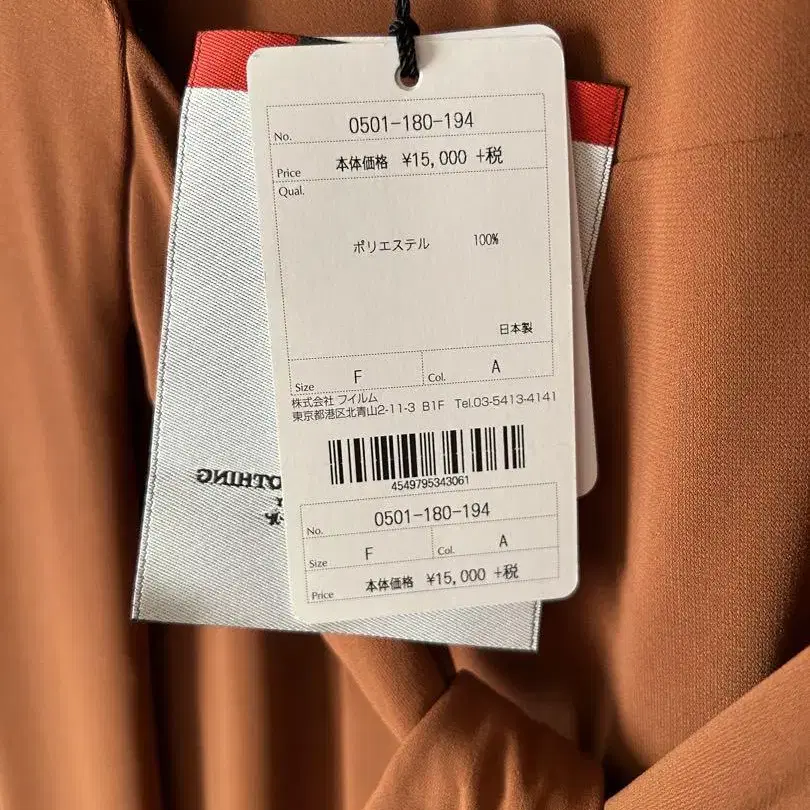 No. 0501-180-194
Price 本体価格 ¥15,000 +税
Qual.
ポリエステル 100%
日本製
Size F Col. A
株式会社 フイルム
東京都港区北青山2-11-3 B1F Tel.03-5413-4141
4549795343061
No. 0501-180-194
Size F Col. A
Price 本体価格 ¥15,000 +税